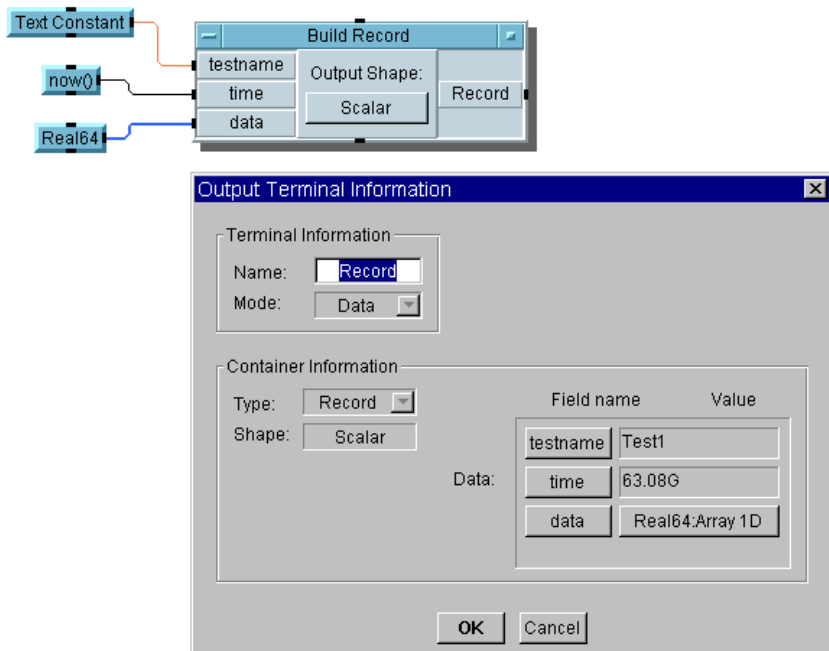 Text Constant
Build Record
testname
Output Shape:
now()
time
Scalar
Record
data
Real64
Output Terminal Information
Terminal Information
Name: Record
Mode: Data
Container Information
Type: Record
Field name Value
Shape: Scalar
testname Test1
Data: time 63.08G
data Real64:Array 1D
OK Cancel